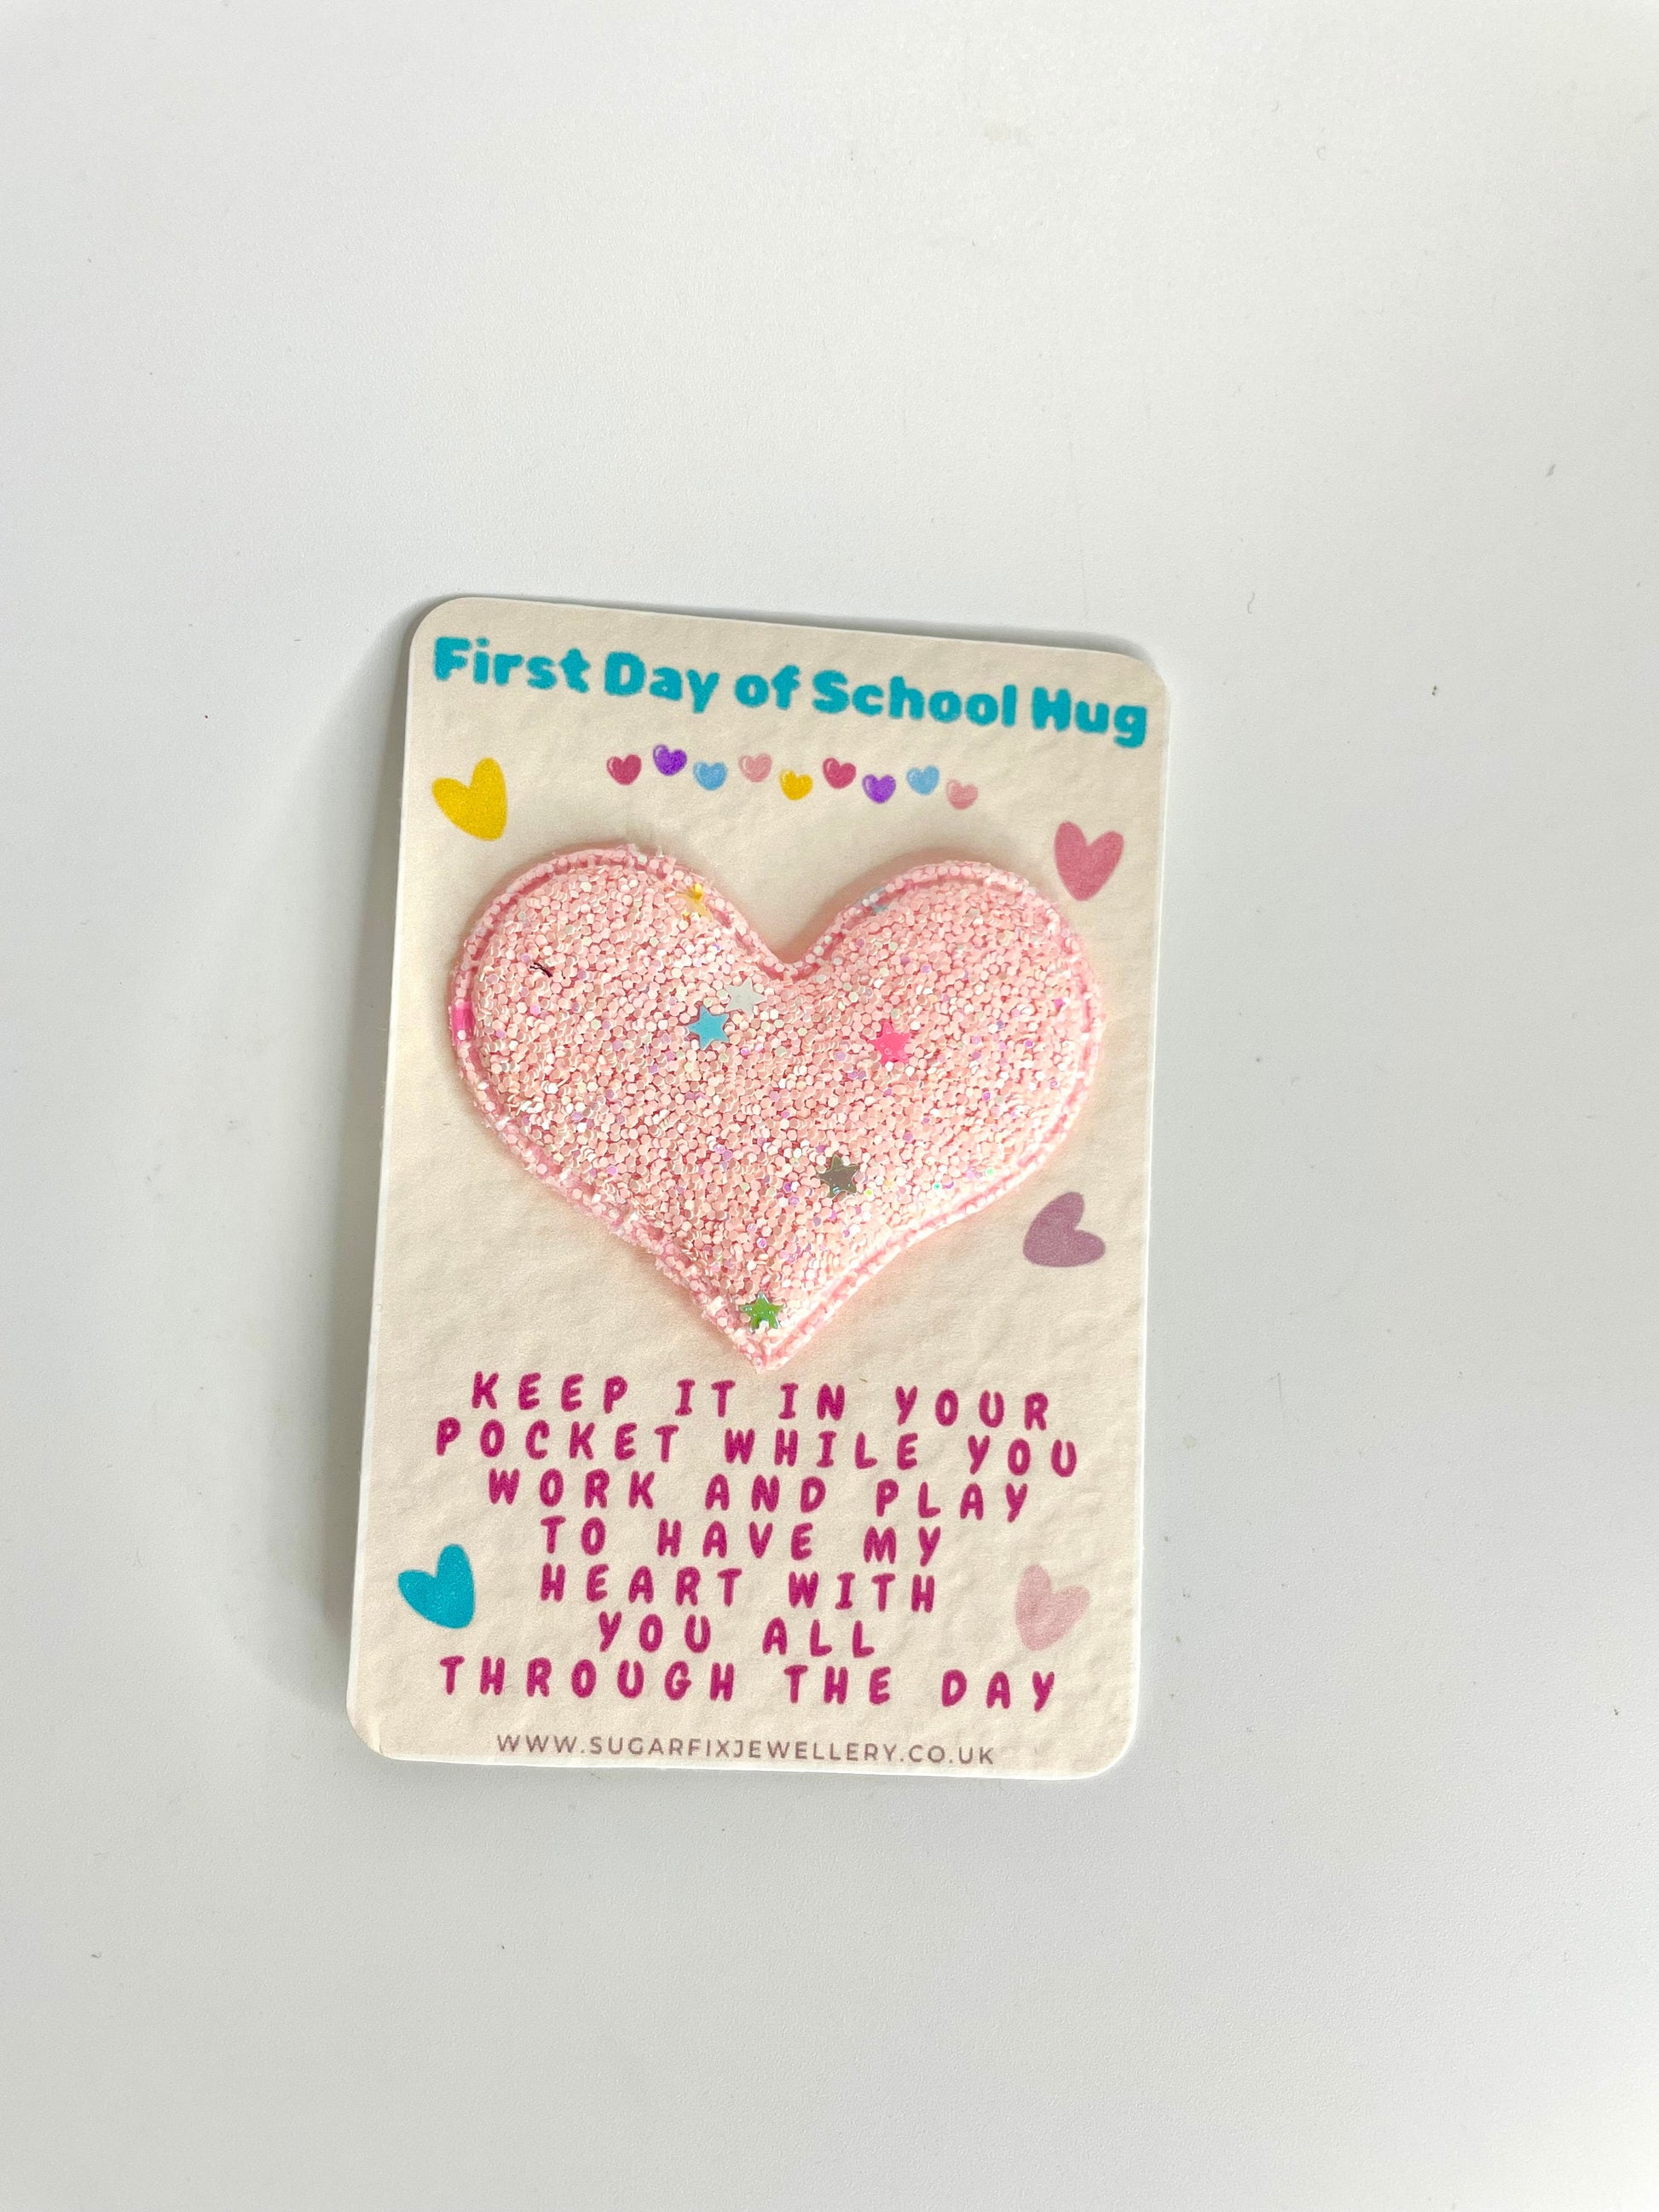 First Day of School Hug
KEEP IT IN YOUR
POCKET WHILE YOU
WORK AND PLAY
TO HAVE MY
HEART WITH
YOU ALL
THROUGH THE DAY
WWW.SUGARFIXJEWELLERY.CO.UK